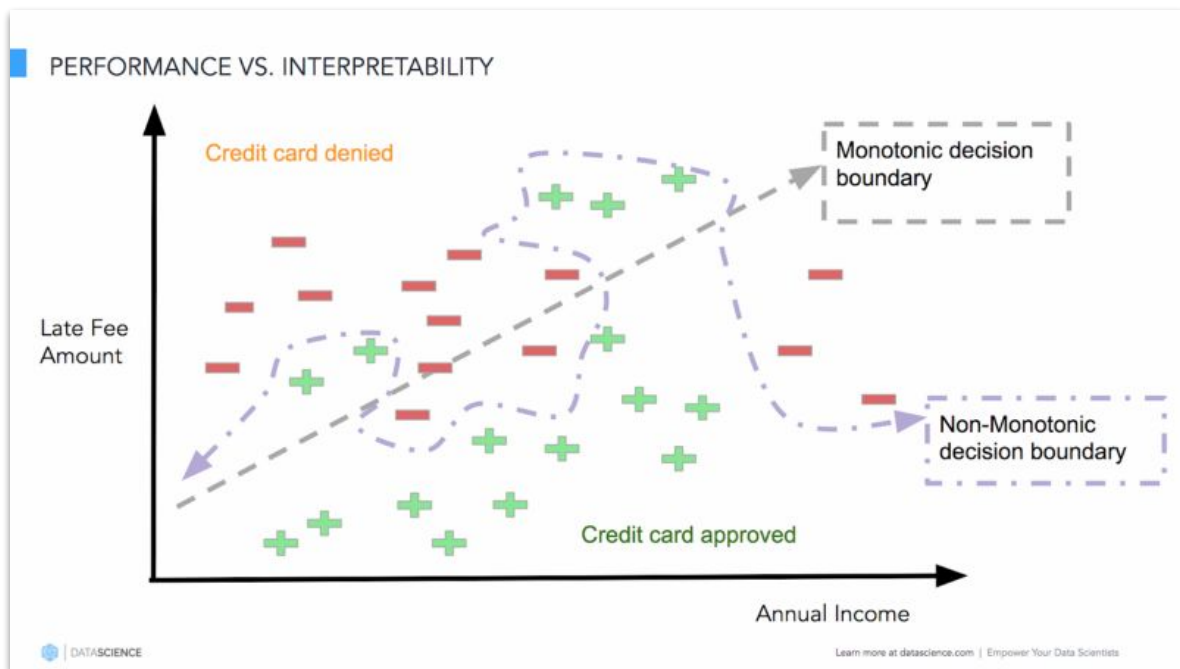 PERFORMANCE VS. INTERPRETABILITY
Credit card denied
Monotonic decision
boundary
Late Fee
Amount
Non-Monotonic
decision boundary
Credit card approved
Annual Income
DATASCIENCE
Learn more at datascience.com | Empower Your Data Scientists